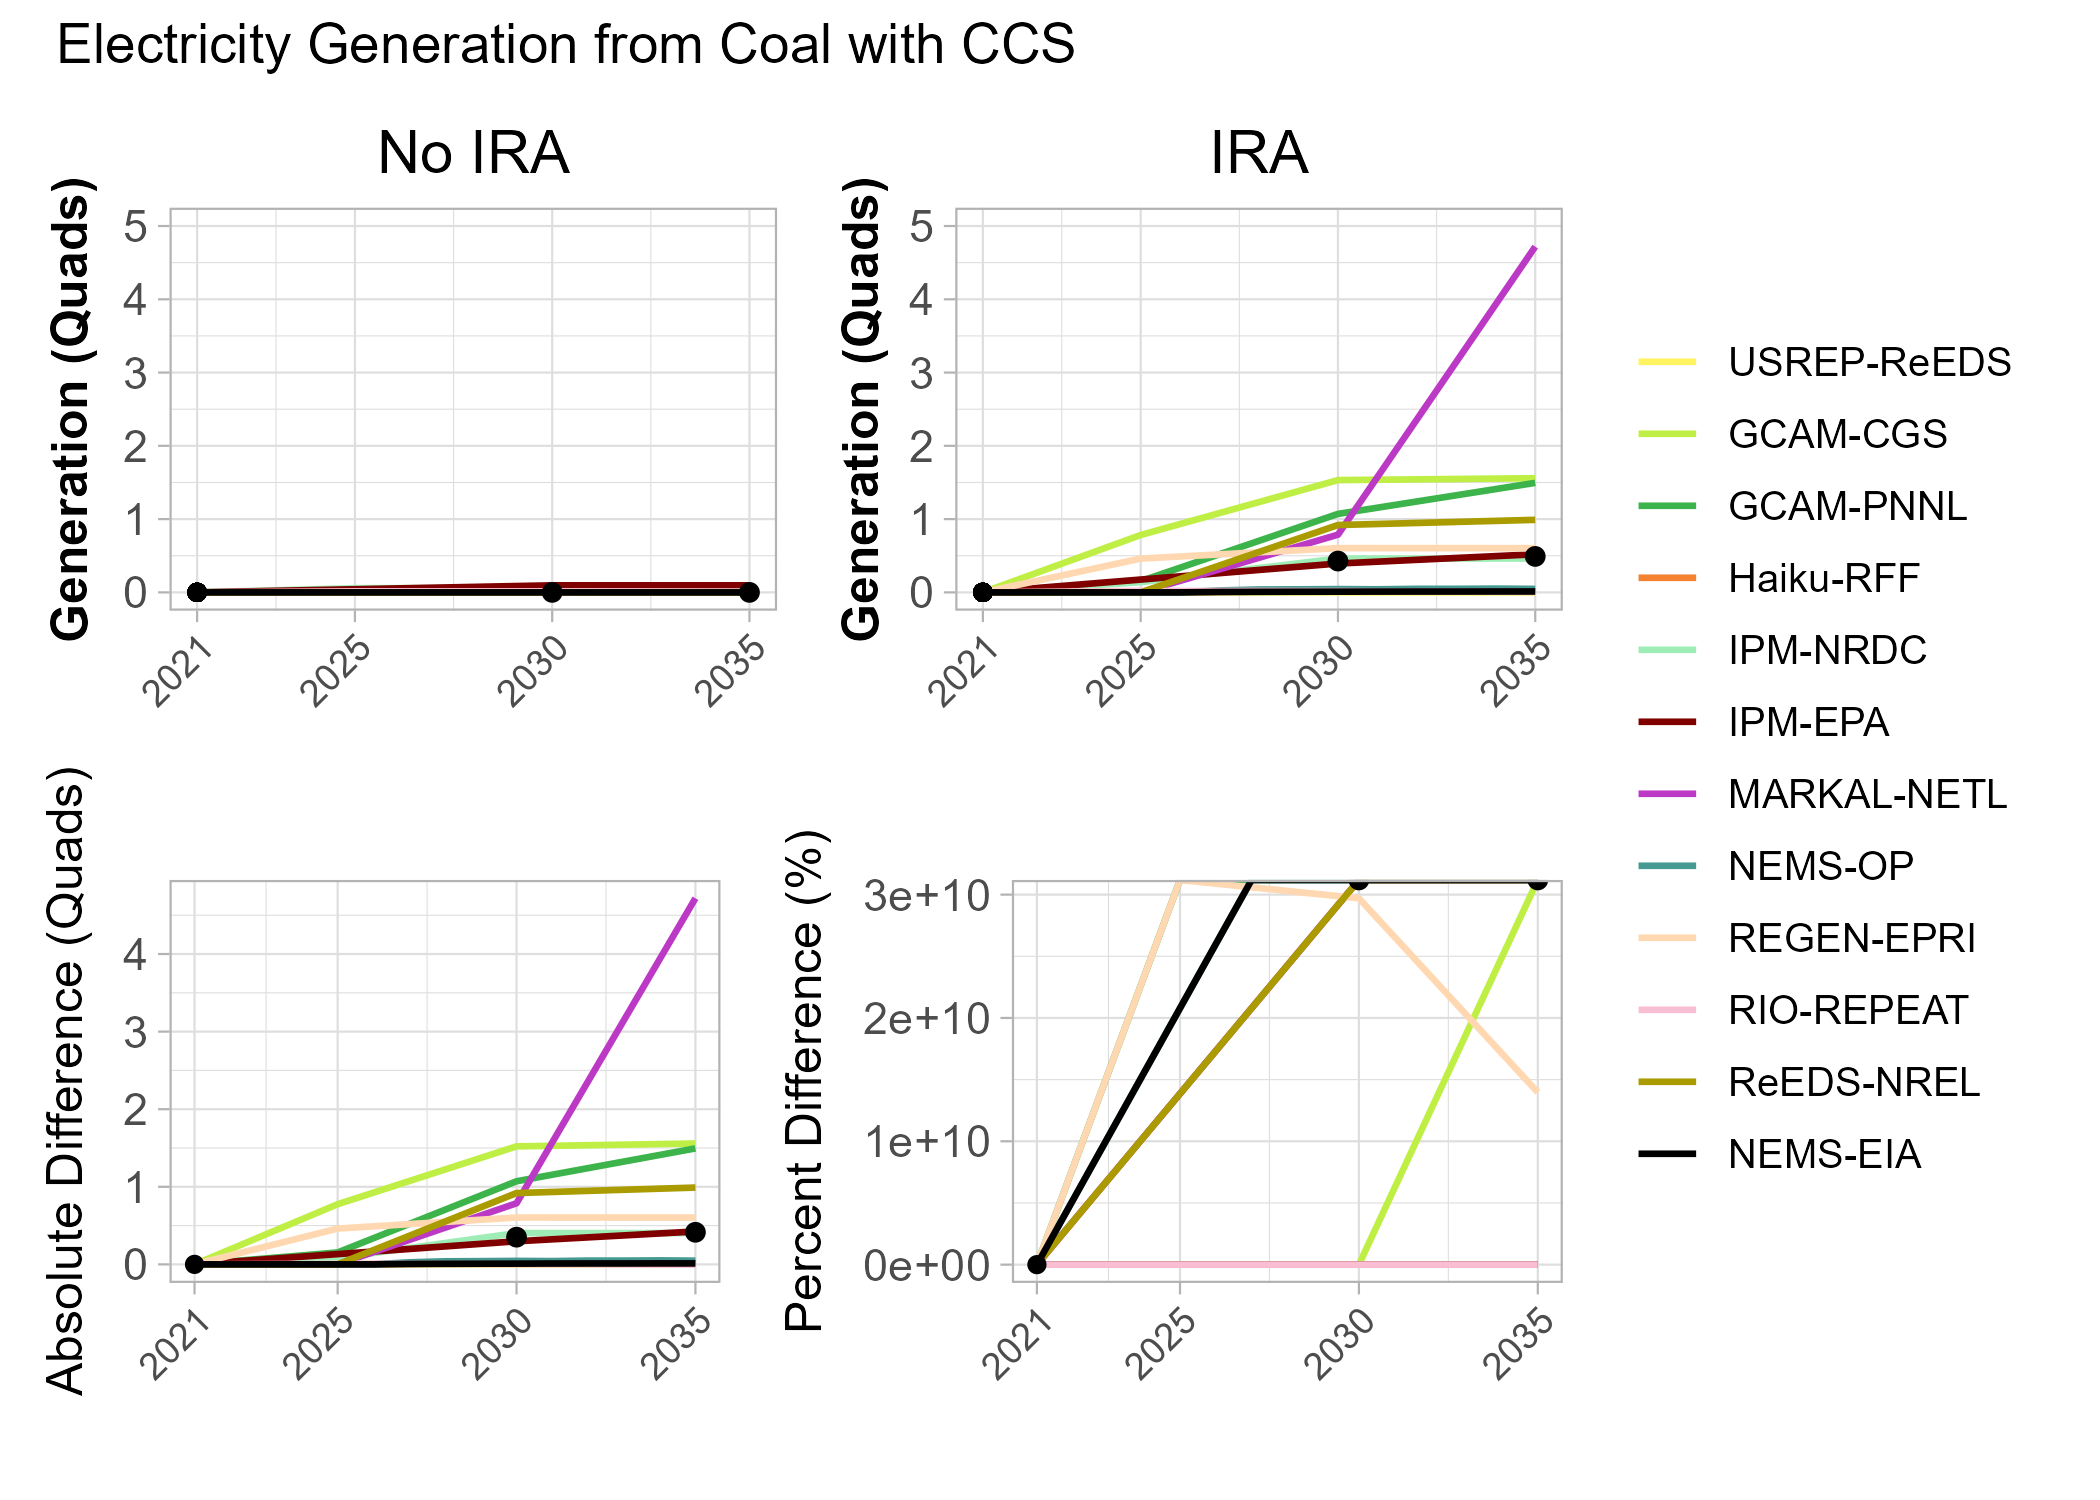 Electricity Generation from Coal with CCS
No IRA
IRA
Generation (Quads)
5
4
3
2
1
0
2021
2025
2030
2035
Generation (Quads)
5
4
3
2
1
0
2021
2025
2030
2035
Absolute Difference (Quads)
4
3
2
1
0
2021
2025
2030
2035
Percent Difference (%)
3e+10
2e+10
1e+10
0e+00
2021
2025
2030
2035
USREP-ReEDS
GCAM-CGS
GCAM-PNNL
Haiku-RFF
IPM-NRDC
IPM-EPA
MARKAL-NETL
NEMS-OP
REGEN-EPRI
RIO-REPEAT
ReEDS-NREL
NEMS-EIA